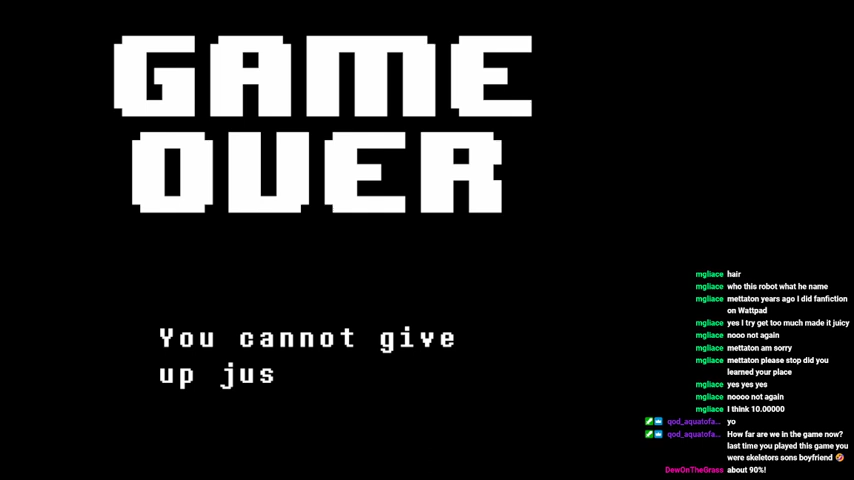 GAME
OVER
You cannot give
up jus
mgliace hair
mgliace who this robot what he name
mgliace mettaton years ago I did fanfiction
on Wattpad
mgliace yes I try get too much made it juicy
mgliace nooo not again
mgliace mettaton am sorry
mgliace mettaton please stop did you
learned your place
mgliace yes yes yes
mgliace noooo not again
mgliace I think 10.00000
qod_aquatofa... yo
qod_aquatofa... How far are we in the game now?
last time you played this game you
were skeletors sons boyfriend 🤣
DewOnTheGrass about 90%!